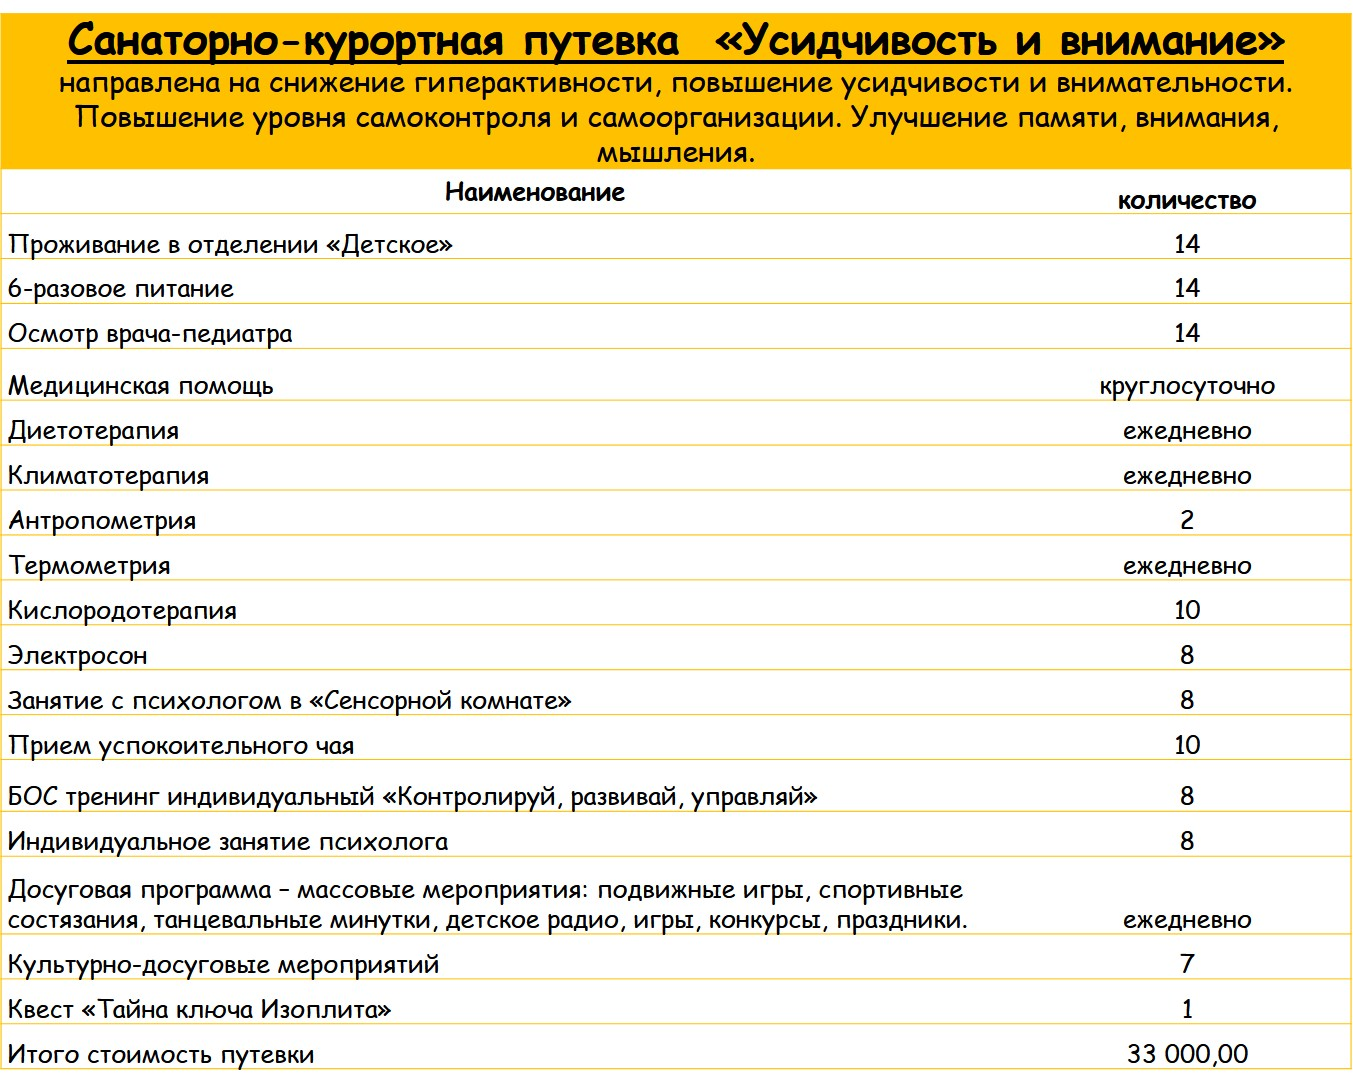 Санаторно-курортная путевка «Усидчивость и внимание»
направлена на снижение гиперактивности, повышение усидчивости и внимательности.
Повышение уровня самоконтроля и самоорганизации. Улучшение памяти, внимания,
мышления.
Наименование количество
Проживание в отделении «Детское» 14
6-разовое питание 14
Осмотр врача-педиатра 14
Медицинская помощь круглосуточно
Диетотерапия ежедневно
Климатотерапия ежедневно
Антропометрия 2
Термометрия ежедневно
Кислородотерапия 10
Электросон 8
Занятие с психологом в «Сенсорной комнате» 8
Прием успокоительного чая 10
БОС тренинг индивидуальный «Контролируй, развивай, управляй» 8
Индивидуальное занятие психолога 8
Досуговая программа – массовые мероприятия: подвижные игры, спортивные
состязания, танцевальные минутки, детское радио, игры, конкурсы, праздники. ежедневно
Культурно-досуговые мероприятий 7
Квест «Тайна ключа Изоплита» 1
Итого стоимость путевки 33 000,00